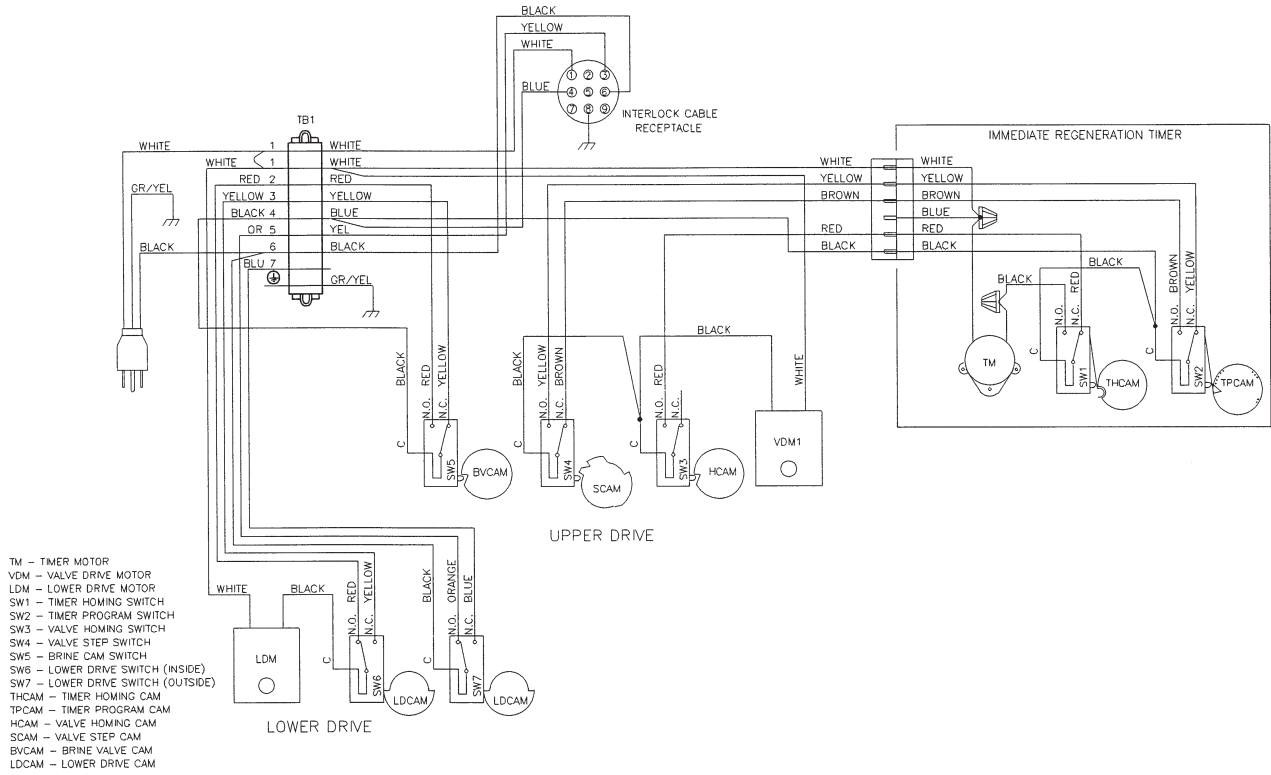 BLACK
YELLOW
WHITE
1 2 3
BLUE
4 5 6
7 8 9
INTERLOCK CABLE
RECEPTACLE
TB1
IMMEDIATE REGENERATION TIMER
WHITE 1 WHITE
WHITE 1 WHITE WHITE WHITE
RED 2 RED YELLOW YELLOW
GR/YEL YELLOW 3 YELLOW BROWN BROWN
BLACK 4 BLUE BLUE
OR 5 YEL RED RED
BLACK 6 BLACK BLACK BLACK
BLU 7
GR/YEL
BLACK
BLACK
BROWN
YELLOW
RED
N.O.
N.C.
N.O.
N.C.
C
C
TM
SW1
THCAM
SW2
TPCAM
BLACK
BLACK
RED
YELLOW
BLACK
YELLOW
BROWN
RED
WHITE
N.O.
N.C.
N.O.
N.C.
N.O.
N.C.
C
C
C
SW5
BVCAM
SW4
SCAM
SW3
HCAM
VDM1
UPPER DRIVE
WHITE
BLACK
RED
YELLOW
BLACK
ORANGE
BLUE
N.O.
N.C.
N.O.
N.C.
C
C
LDM
SW6
LDCAM
SW7
LDCAM
LOWER DRIVE
TM – TIMER MOTOR
VDM – VALVE DRIVE MOTOR
LDM – LOWER DRIVE MOTOR
SW1 – TIMER HOMING SWITCH
SW2 – TIMER PROGRAM SWITCH
SW3 – VALVE HOMING SWITCH
SW4 – VALVE STEP SWITCH
SW5 – BRINE CAM SWITCH
SW6 – LOWER DRIVE SWITCH (INSIDE)
SW7 – LOWER DRIVE SWITCH (OUTSIDE)
THCAM – TIMER HOMING CAM
TPCAM – TIMER PROGRAM CAM
HCAM – VALVE HOMING CAM
SCAM – VALVE STEP CAM
BVCAM – BRINE VALVE CAM
LDCAM – LOWER DRIVE CAM